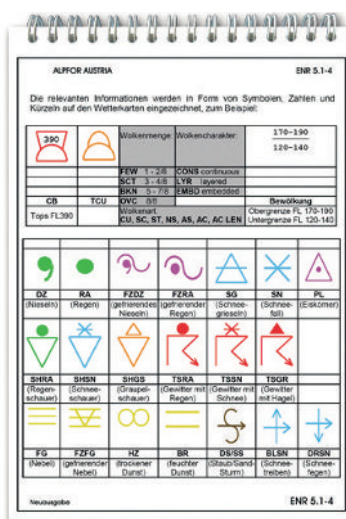 ALPFOR AUSTRIA ENR 5.1-4
Die relevanten Informationen werden in Form von Symbolen, Zahlen und
Kürzeln auf den Wetterkarten eingezeichnet, zum Beispiel:
390 Wolkenmenge: Wolkencharakter: 170-190
120-140
FEW 1 - 2/8 CONS continuous
SCT 3 - 4/8 LYR layered
BKN 5 - 7/8 EMBD embedded
CB TCU OVC 8/8 Bewölkung
Tops FL390 Wolkenart: Obergrenze FL 170-190
CU, SC, ST, NS, AS, AC, AC LEN Untergrenze FL 120-140
DZ RA FZDZ FZRA SG SN PL
(Nieseln) (Regen) (gefrierendes (gefrierender (Schnee- (Schnee- (Eiskörner)
Nieseln) Regen) grieseln) fall)
SHRA SHSN SHGS TSRA TSSN TSGR
(Regen- (Schnee- (Graupel- (Gewitter mit (Gewitter mit (Gewitter
schauer) schauer) schauer) Regen) Schnee) mit Hagel)
FG FZFG HZ BR DS/SS BLSN DRSN
(Nebel) (gefrierender (trockener (feuchter (Staub/Sand- (Schnee- (Schnee-
Nebel) Dunst) Dunst) Sturm) treiben) fegen)
Neuausgabe ENR 5.1-4